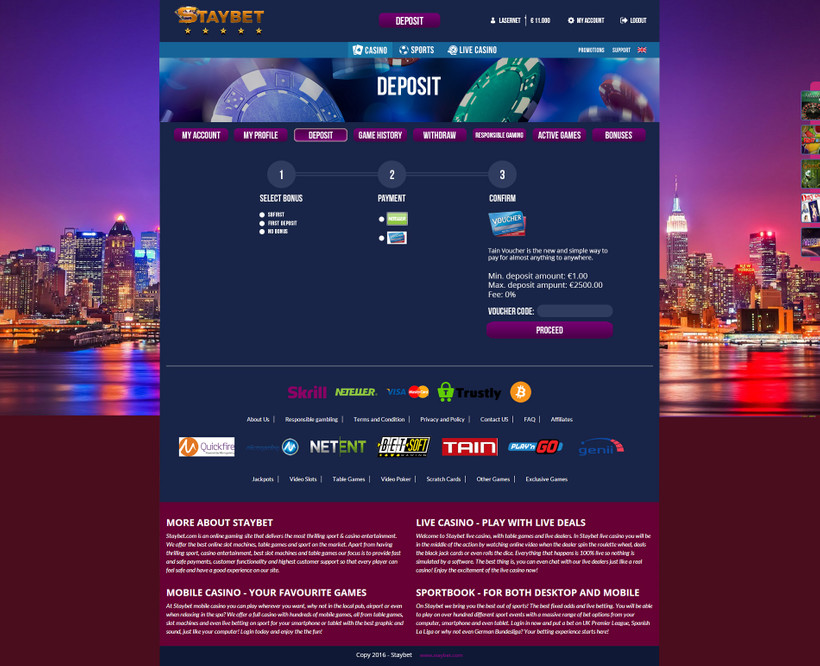 STAYBET
DEPOSIT
LASERNET
€ 11.000
MY ACCOUNT
LOGOUT
CASINO
SPORTS
LIVE CASINO
PROMOTIONS
SUPPORT
DEPOSIT
MY ACCOUNT
MY PROFILE
DEPOSIT
GAME HISTORY
WITHDRAW
RESPONSIBLE GAMING
ACTIVE GAMES
BONUSES
1
2
3
SELECT BONUS
PAYMENT
CONFIRM
FIRST DEPOSIT
NO BONUS
VOUCHER
Tain Voucher is the new and simple way to
pay for almost anything to anywhere.
Min. deposit amount: €1.00
Max. deposit ampunt: €2500.00
Fee: 0%
VOUCHER CODE:
PROCEED
Skrill
NETELLER
VISA
MasterCard
Trustly
About Us | Responsible gambling | Terms and Condition | Privacy and Policy | Contact US | FAQ | Affiliates
Quickfire
NETENT
BETSOFT
TAIN
PLAY'n GO
genii
Jackpots | Video Slots | Table Games | Video Poker | Scratch Cards | Other Games | Exclusive Games
MORE ABOUT STAYBET
Staybet.com is an online gaming site that delivers the most thrilling sport & casino entertainment.
We offer the best online slot machines, table games and sport on the market. Apart from having
thrilling sport, casino entertainment, best slot machines and table games our focus is to provide fast
and safe payments, customer functionality and highest customer support so that every player can
feel safe and have a good experience on our site.
LIVE CASINO - PLAY WITH LIVE DEALS
Welcome to Staybet live casino, with table games and live dealers. In Staybet live casino you will be
in the middle of the action by watching online video when the dealer spin the roulette wheel, deals
the black jack cards or even rolls the dice. Everything that happens is 100% live so nothing is
simulated by a software. The best thing is, you can even chat with our live dealers just like a real
casino! Enjoy the excitement of the live casino now!
MOBILE CASINO - YOUR FAVOURITE GAMES
At Staybet mobile casino you can play wherever you want, why not in the local pub, airport or even
when relaxing in the spa? We offer a full casino with hundreds of mobile games, all from table games,
slot machines and even live betting on sport for your smartphone or tablet with the best graphic and
sound, just like your computer! Login today and enjoy the the fun!
SPORTBOOK - FOR BOTH DESKTOP AND MOBILE
On Staybet we bring you the best out of sports! The best fixed odds and live betting. You will be able
to play on over hundred different sport events with a massive range of bet options from your
computer, smartphone and even tablet. Login in now and put a bet on UK Premier League, Spanish
La Liga or why not even German Bundesliga? Your betting experience starts here!
Copy 2016 - Staybet
www.staybet.com